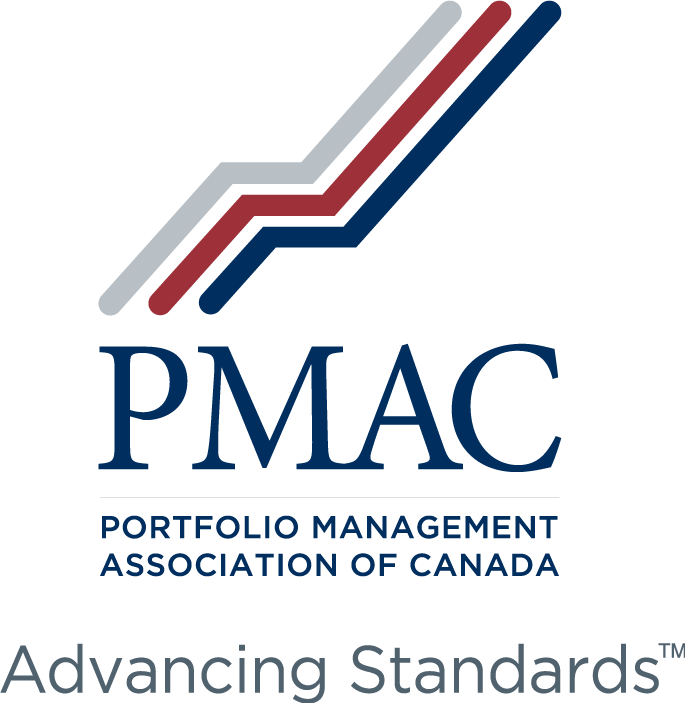 PMAC
PORTFOLIO MANAGEMENT
ASSOCIATION OF CANADA
Advancing Standards™